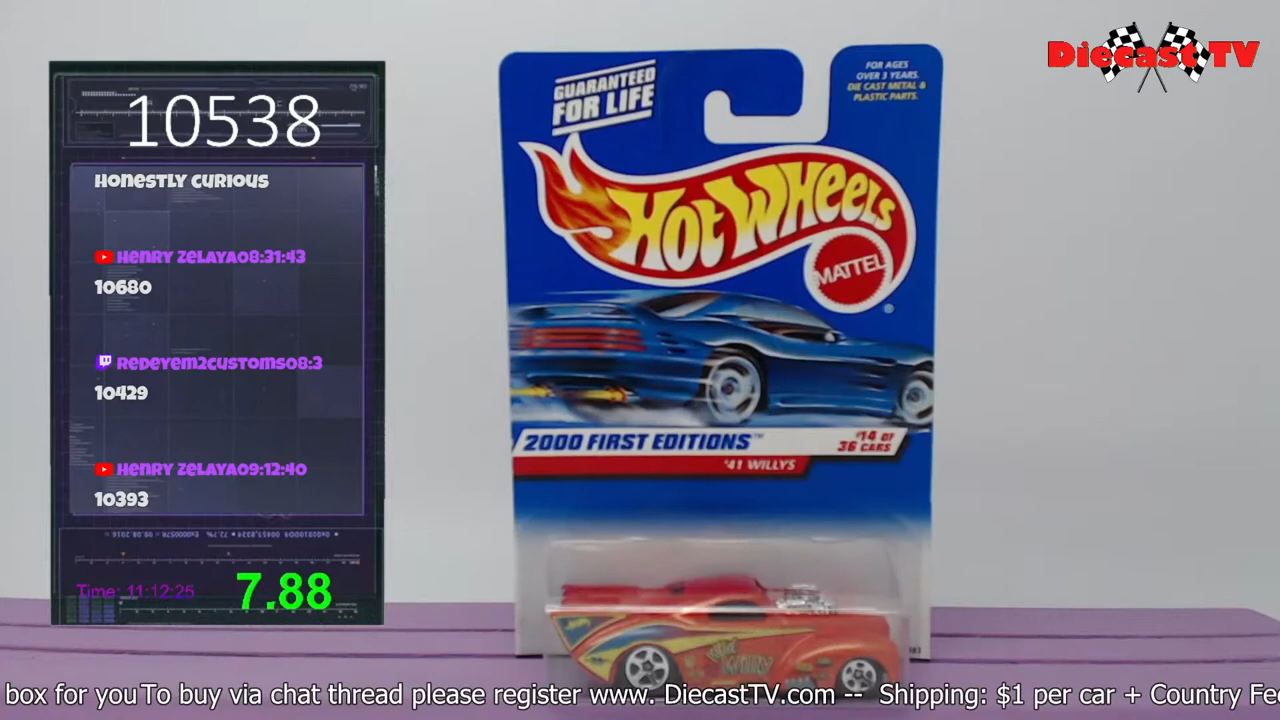 Diecast TV
10538
Honestly Curious
Henry Zelaya08:31:43
10680
RedEyeM2Customs08:3
10429
Henry Zelaya09:12:40
10393
Time: 11:12:25
7.88
GUARANTEED
FOR LIFE
FOR AGES
OVER 3 YEARS.
DIE CAST METAL &
PLASTIC PARTS.
Hot Wheels
MATTEL
®
2000 FIRST EDITIONS™
#14 OF
36 CARS
'41 WILLYS
box for you To buy via chat thread please register www. DiecastTV.com -- Shipping: $1 per car + Country Fe